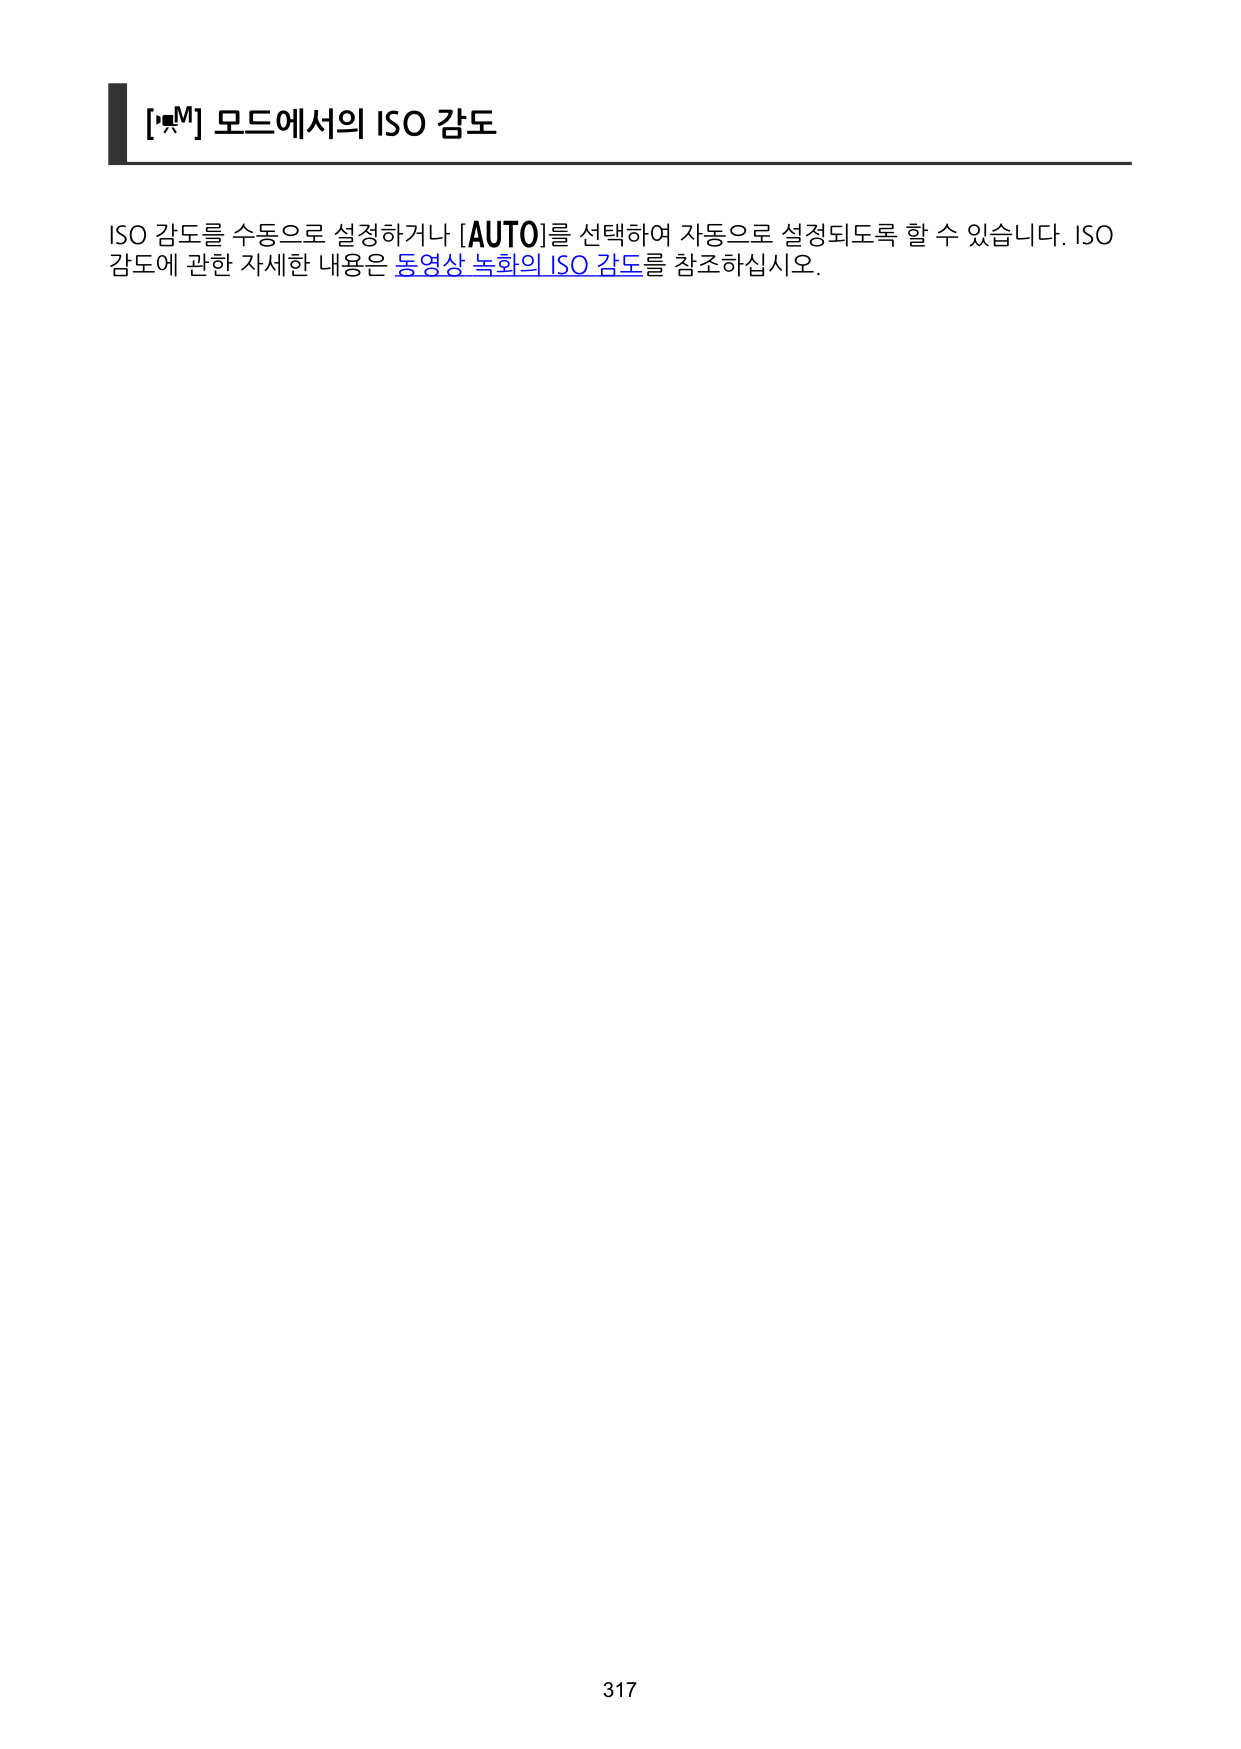 [M] 모드에서의 ISO 감도
ISO 감도를 수동으로 설정하거나 [AUTO]를 선택하여 자동으로 설정되도록 할 수 있습니다. ISO
감도에 관한 자세한 내용은 동영상 녹화의 ISO 감도를 참조하십시오.
317